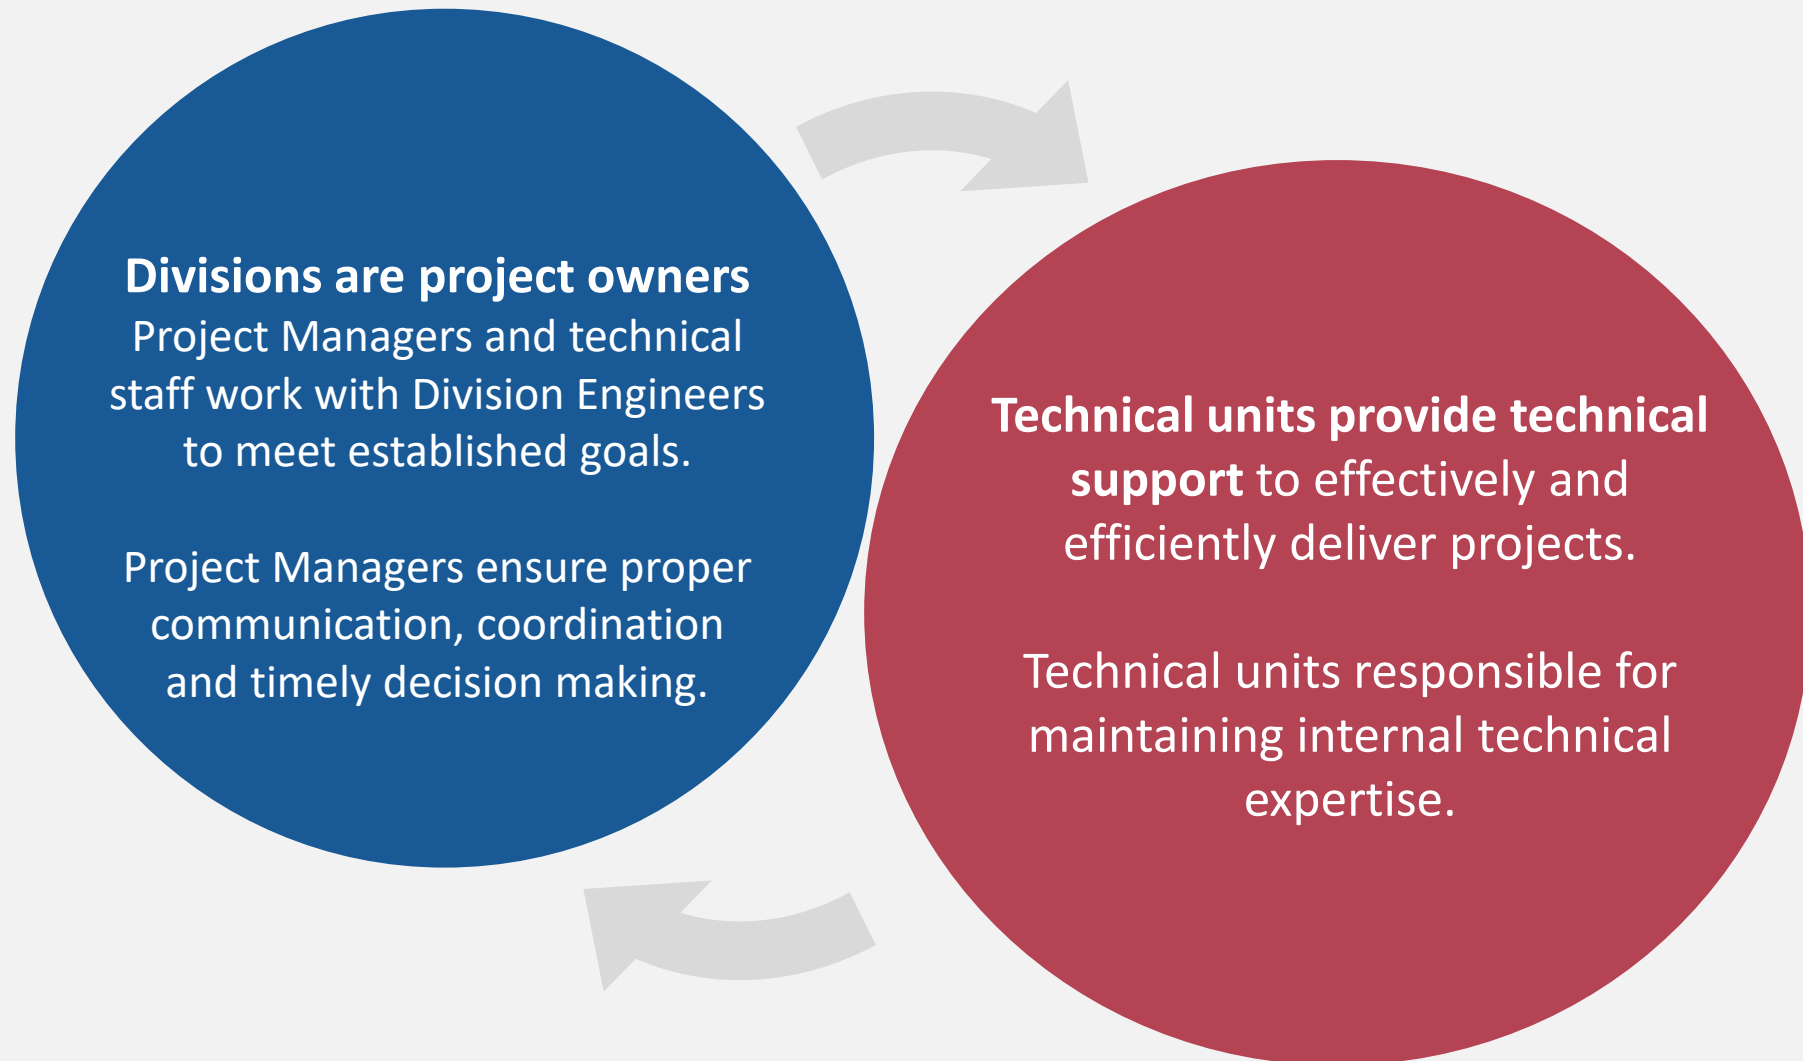 Divisions are project owners
Project Managers and technical
staff work with Division Engineers
to meet established goals.
Project Managers ensure proper
communication, coordination
and timely decision making.
Technical units provide technical
support to effectively and
efficiently deliver projects.
Technical units responsible for
maintaining internal technical
expertise.